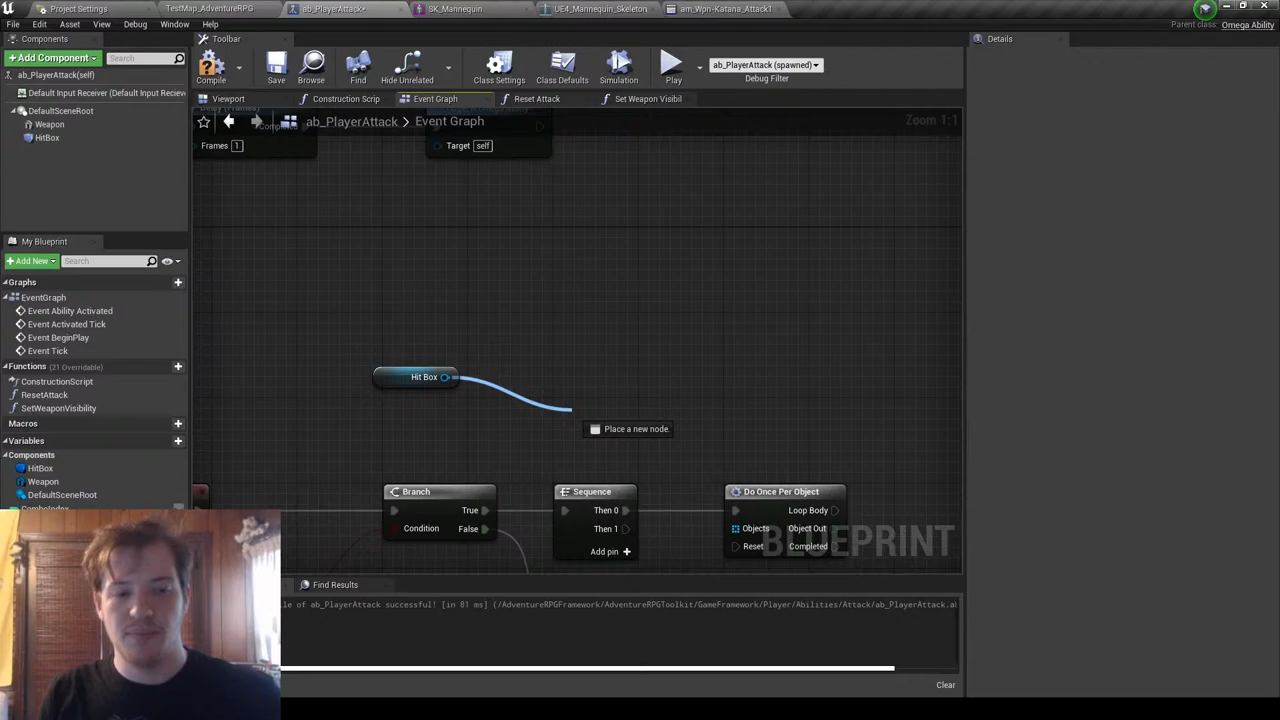 Project Settings
TestMap_AdventureRPG
ab_PlayerAttack•
SK_Mannequin
UE4_Mannequin_Skeleton
am_Wpn-Katana_Attack1
File Edit Asset View Debug Window Help
Parent class: Omega Ability
Components
+Add Component
Search
ab_PlayerAttack(self)
Default Input Receiver (Default Input Receive
DefaultSceneRoot
Weapon
HitBox
Toolbar
Compile
Save
Browse
Find
Hide Unrelated
Class Settings
Class Defaults
Simulation
Play
ab_PlayerAttack (spawned)
Debug Filter
Details
Viewport
Construction Scrip
Event Graph
Reset Attack
Set Weapon Visibil
ab_PlayerAttack > Event Graph
Zoom 1:1
Completed
Frames 1
Target self
My Blueprint
+Add New
Search
Graphs
EventGraph
Event Ability Activated
Event Activated Tick
Event BeginPlay
Event Tick
Functions (21 Overridable)
ConstructionScript
ResetAttack
SetWeaponVisibility
Macros
Variables
Components
HitBox
Weapon
DefaultSceneRoot
Hit Box
Place a new node.
Branch
True
Condition
False
Sequence
Then 0
Then 1
Add pin +
Do Once Per Object
Loop Body
Objects
Object Out
Reset
Completed
BLUEPRINT
Find Results
le of ab_PlayerAttack successful! [in 81 ms] (/AdventureRPGFramework/AdventureRPGToolkit/GameFramework/Player/Abilities/Attack/ab_PlayerAttack.ab
Clear